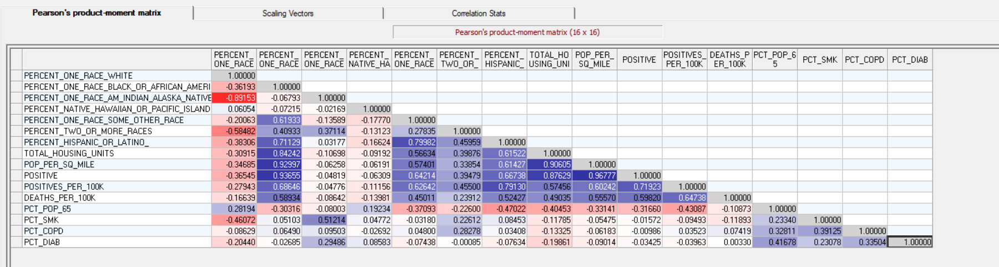 Pearson's product-moment matrix Scaling Vectors Correlation Stats
Pearson's product-moment matrix (16 x 16)
PERCENT_ PERCENT_ PERCENT_ PERCENT_ PERCENT_ PERCENT_ PERCENT_ TOTAL_HO POP_PER_ POSITIVE POSITIVES_ DEATHS_P PCT_POP_6 PCT_SMK PCT_COPD PCT_DIAB
ONE_RACE ONE_RACE ONE_RACE NATIVE_HA ONE_RACE TWO_OR_ HISPANIC_ USING_UNI SQ_MILE PER_100K ER_100K 5
PERCENT_ONE_RACE_WHITE 1.00000
PERCENT_ONE_RACE_BLACK_OR_AFRICAN_AMERI -0.36193 1.00000
PERCENT_ONE_RACE_AM_INDIAN_ALASKA_NATIVE -0.89153 -0.06793 1.00000
PERCENT_NATIVE_HAWAIIAN_OR_PACIFIC_ISLAND 0.06054 -0.07215 -0.02169 1.00000
PERCENT_ONE_RACE_SOME_OTHER_RACE -0.20063 0.61933 -0.13589 -0.17770 1.00000
PERCENT_TWO_OR_MORE_RACES -0.58482 0.40933 0.37114 -0.13123 0.27835 1.00000
PERCENT_HISPANIC_OR_LATINO_ -0.38306 0.71129 0.03177 -0.16624 0.79982 0.45959 1.00000
TOTAL_HOUSING_UNITS -0.30915 0.84242 -0.10698 -0.09192 0.56634 0.39876 0.61522 1.00000
POP_PER_SQ_MILE -0.34685 0.92997 -0.06258 -0.06191 0.57401 0.33854 0.61427 0.90605 1.00000
POSITIVE -0.36545 0.93655 -0.04819 -0.06309 0.64214 0.39479 0.66738 0.87629 0.96777 1.00000
POSITIVES_PER_100K -0.27943 0.68646 -0.04776 -0.11156 0.62642 0.45500 0.79130 0.57456 0.60242 0.71923 1.00000
DEATHS_PER_100K -0.16639 0.58934 -0.08642 -0.13981 0.45011 0.23912 0.52427 0.49035 0.55570 0.59820 0.64738 1.00000
PCT_POP_65 0.28194 -0.30316 -0.08003 0.19234 -0.37093 -0.22600 -0.47022 -0.40453 -0.33141 -0.31660 -0.43087 -0.10873 1.00000
PCT_SMK -0.46072 0.05103 0.51214 0.04772 -0.03180 0.22612 0.08453 -0.11785 -0.05475 -0.01572 -0.09493 -0.11893 0.23340 1.00000
PCT_COPD -0.08629 0.06490 0.09503 -0.02692 0.04800 0.28278 0.03408 -0.13325 -0.06183 -0.00986 0.03523 0.07419 0.32811 0.39125 1.00000
PCT_DIAB -0.20440 -0.02685 0.29486 0.08583 -0.07438 -0.00085 -0.07634 -0.19861 -0.09014 -0.03425 -0.03963 0.00330 0.41678 0.23078 0.33504 1.00000